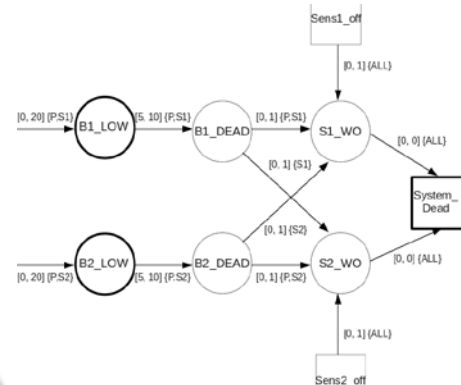 Sens1_off
[0, 1] {ALL}
[0, 20] {P,S1}
B1_LOW
[5, 10] {P,S1}
B1_DEAD
[0, 1] {P,S1}
S1_WO
[0, 0] {ALL}
[0, 1] {S1}
System_
Dead
[0, 1] {S2}
[0, 20] {P,S2}
B2_LOW
[5, 10] {P,S2}
B2_DEAD
[0, 1] {P,S2}
S2_WO
[0, 0] {ALL}
[0, 1] {ALL}
Sens2_off